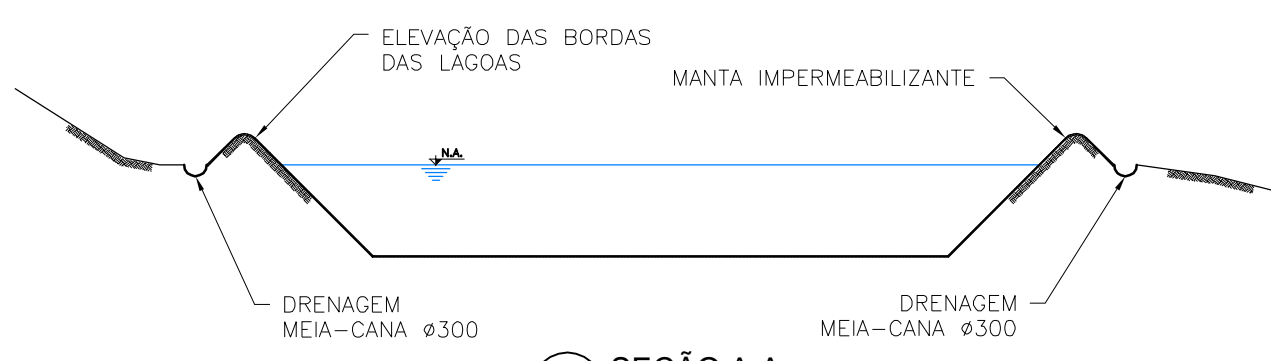 ELEVAÇÃO DAS BORDAS
DAS LAGOAS
MANTA IMPERMEABILIZANTE
N.A.
DRENAGEM
MEIA-CANA Ø300
DRENAGEM
MEIA-CANA Ø300
SEÇÃO A-A